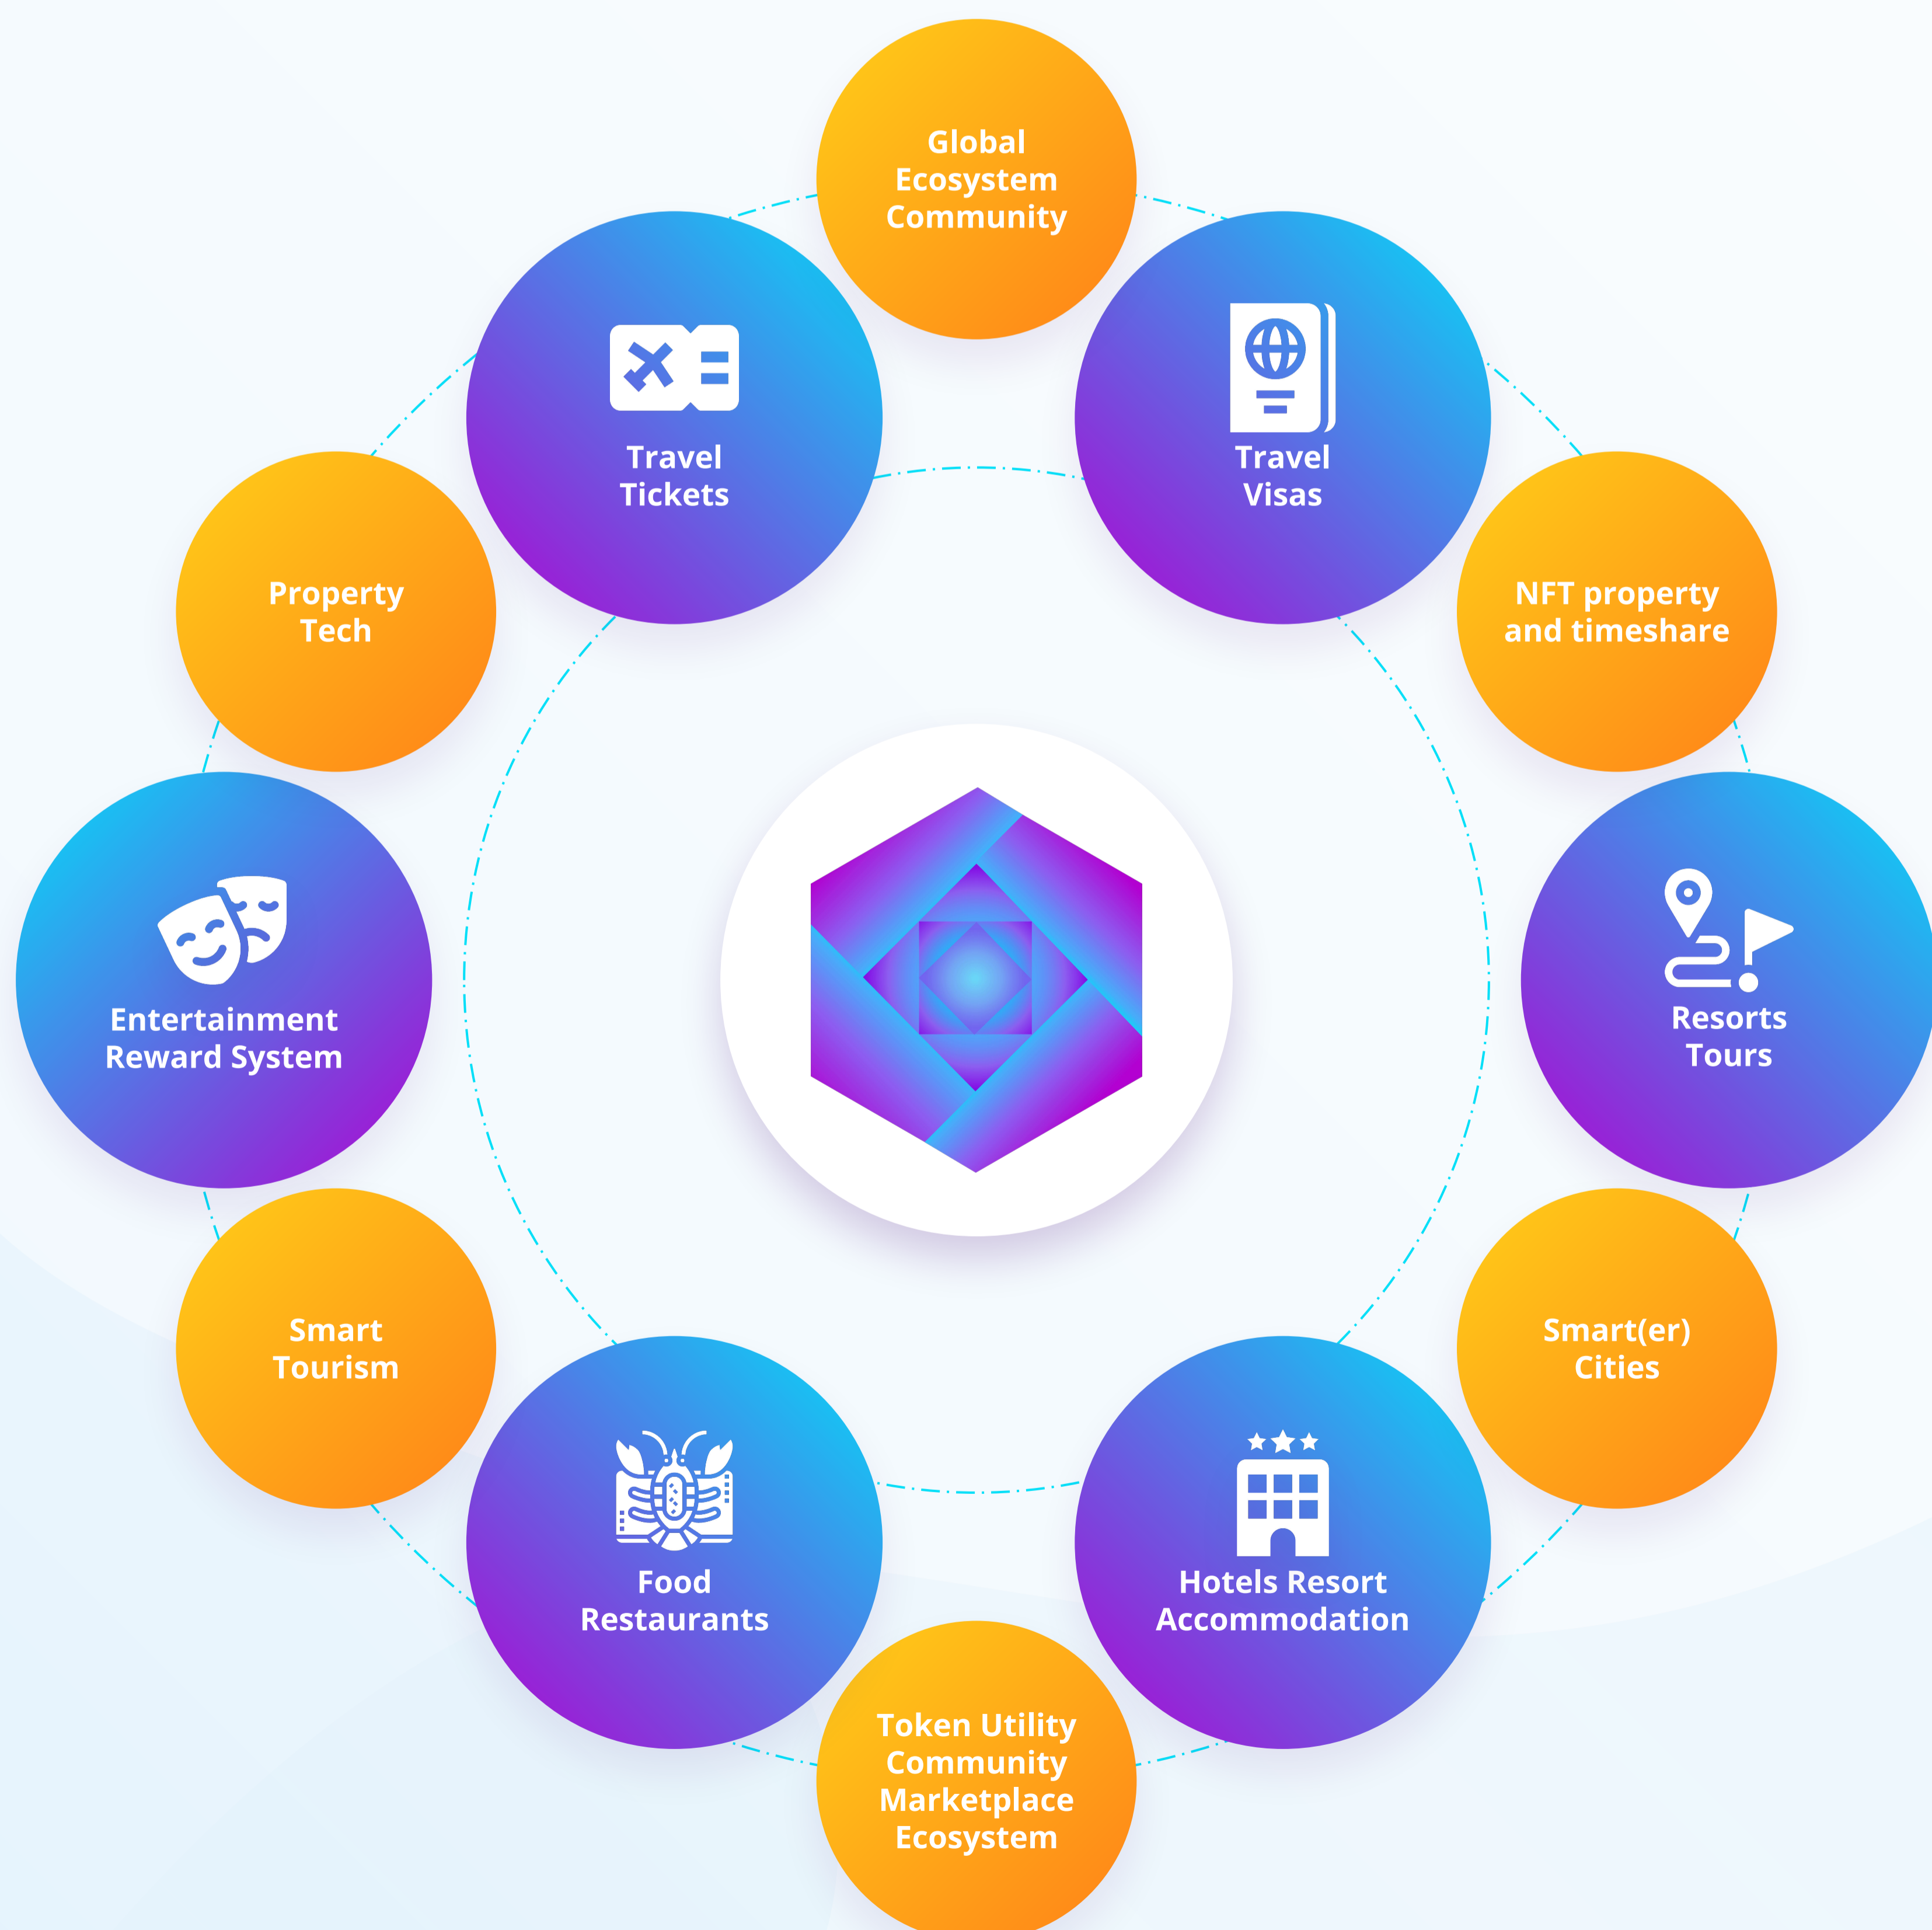 Global
Ecosystem
Community
Travel
Tickets
Travel
Visas
Property
Tech
NFT property
and timeshare
Entertainment
Reward System
Resorts
Tours
Smart
Tourism
Smart(er)
Cities
Food
Restaurants
Hotels Resort
Accommodation
Token Utility
Community
Marketplace
Ecosystem